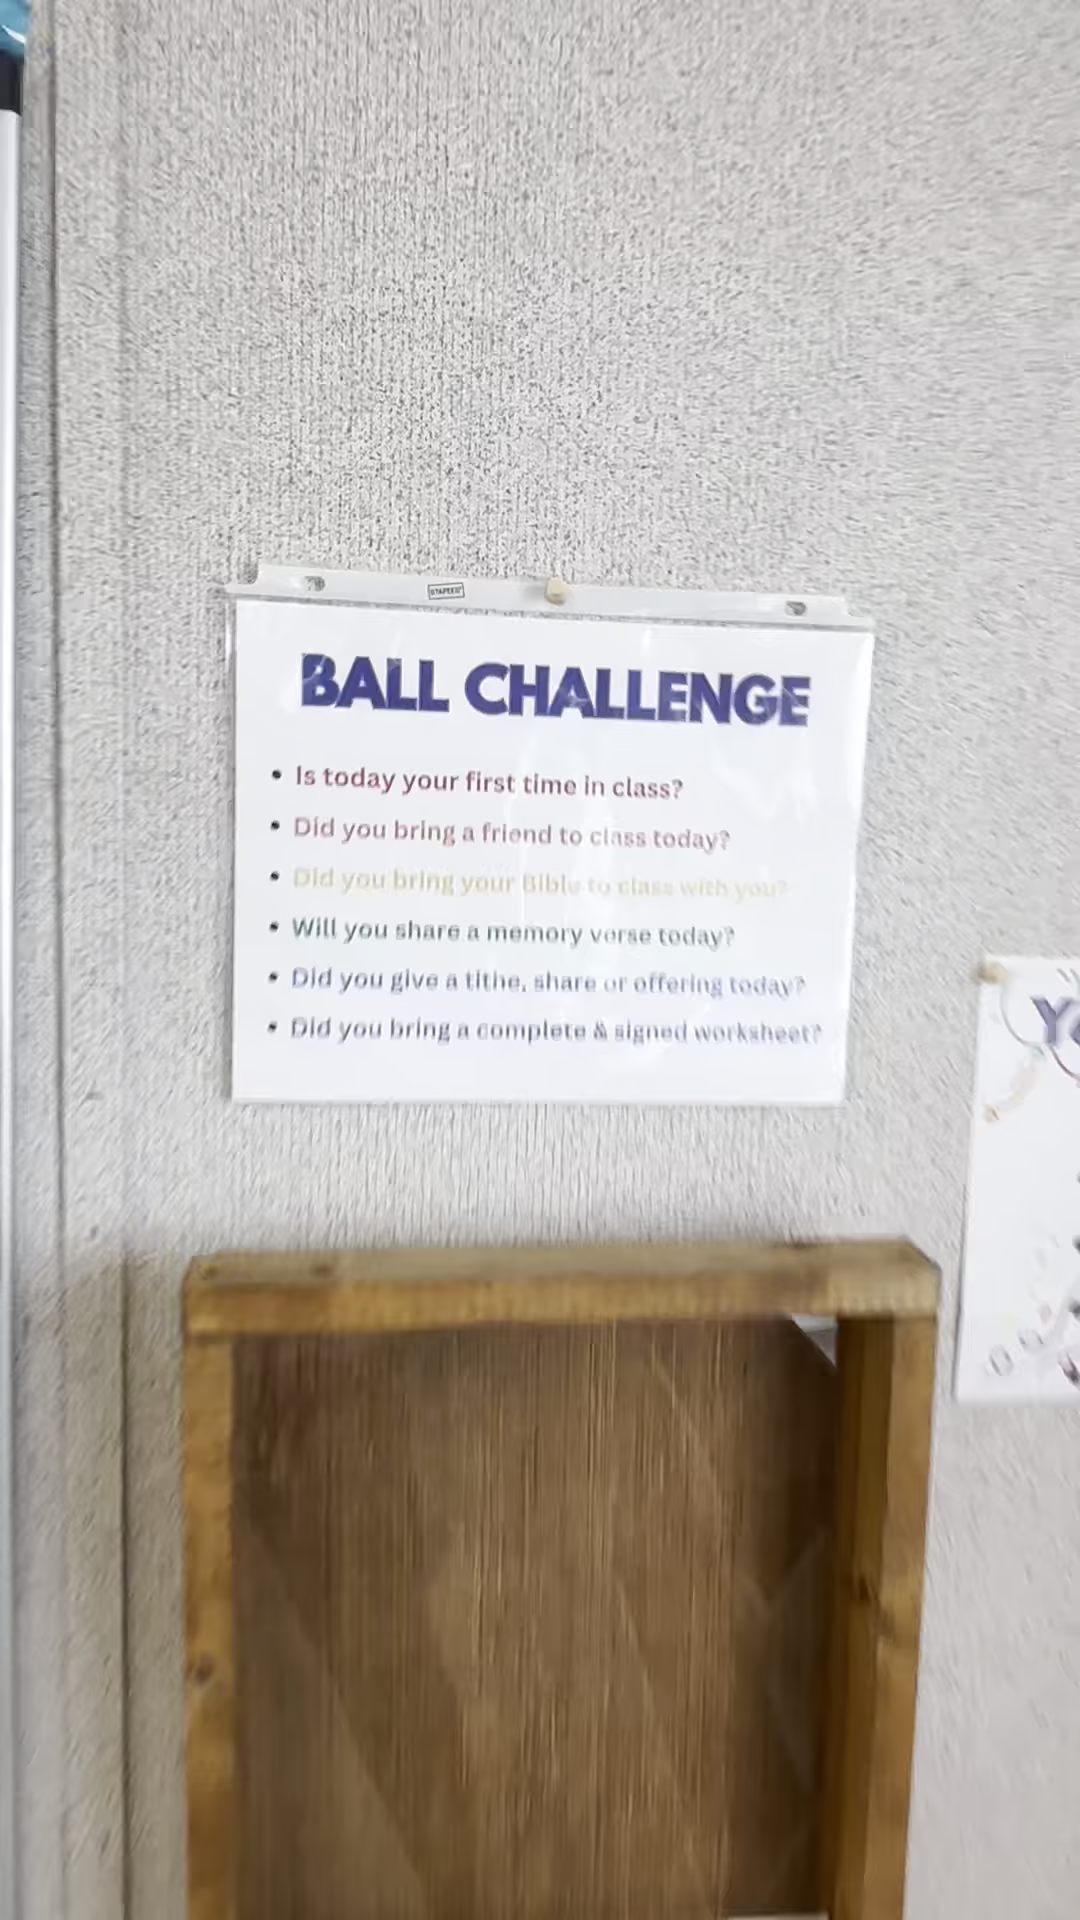 STAPLES
BALL CHALLENGE
• Is today your first time in class?
• Did you bring a friend to class today?
• Did you bring your Bible to class with you?
• Will you share a memory verse today?
• Did you give a tithe, share or offering today?
• Did you bring a complete & signed worksheet?